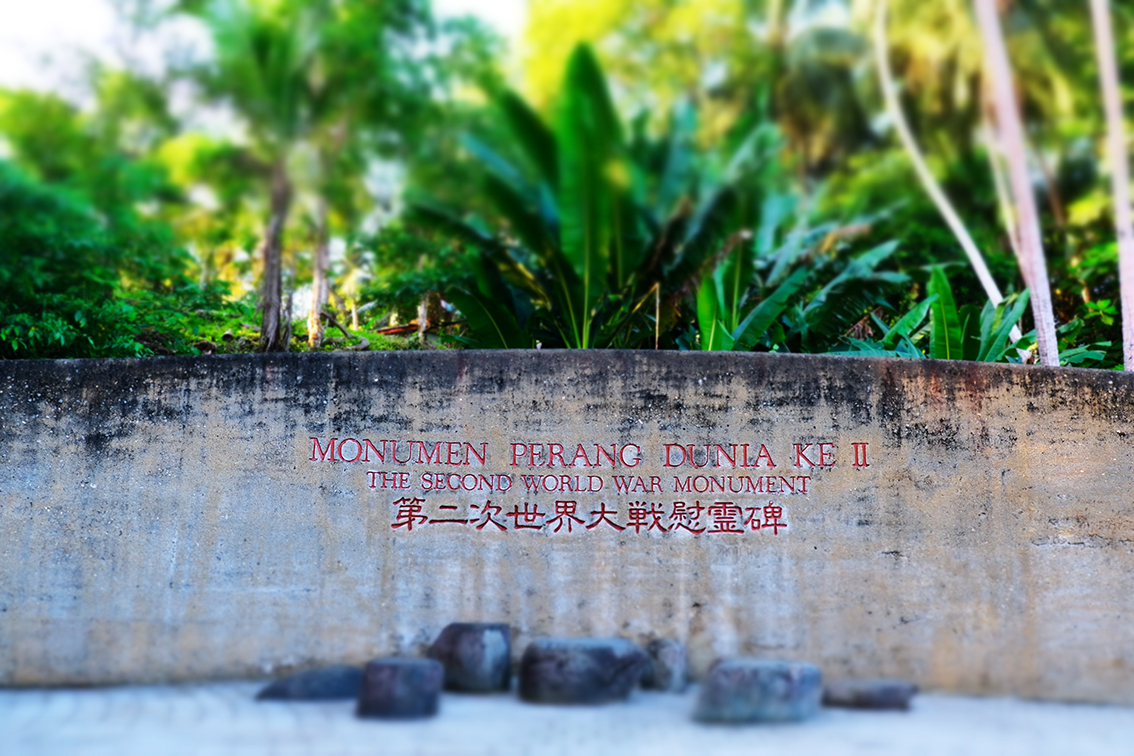 MONUMEN PERANG DUNIA KE II
THE SECOND WORLD WAR MONUMENT
第二次世界大戦慰霊碑